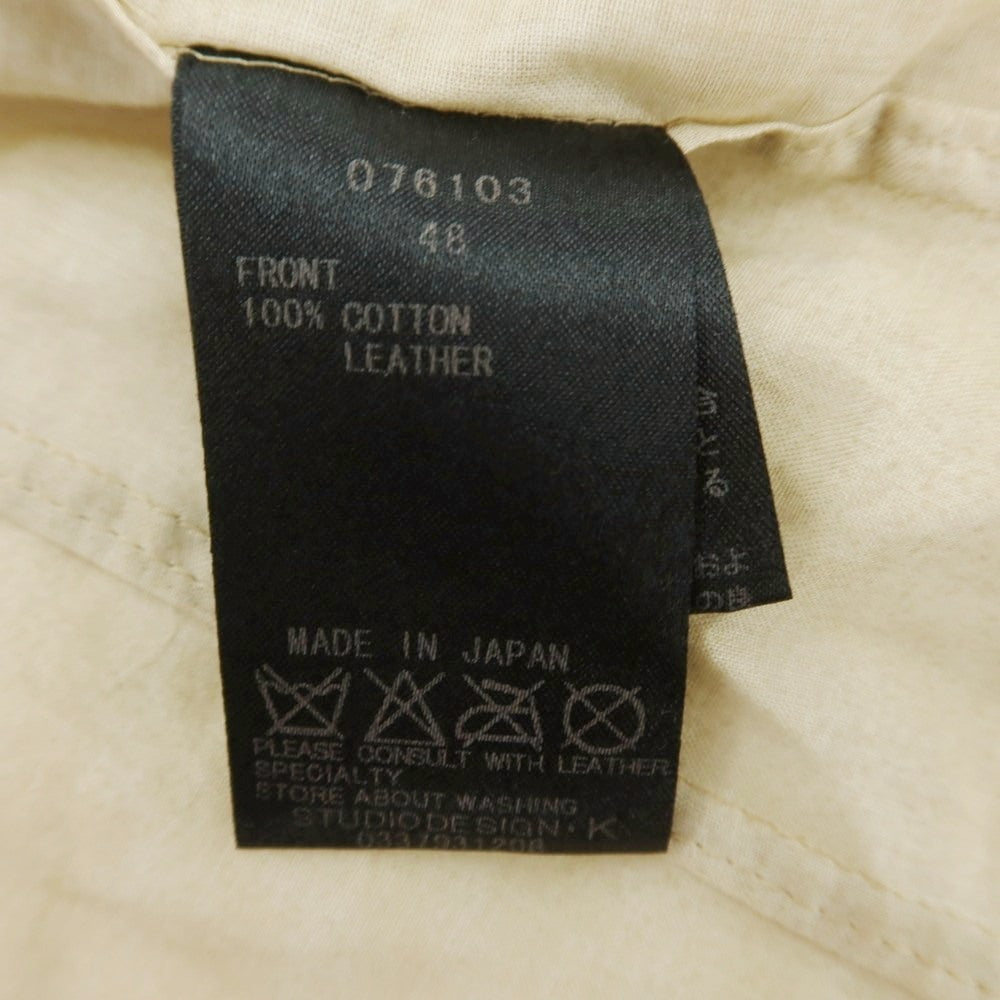 076103
48
FRONT
100% COTTON
LEATHER
MADE IN JAPAN
PLEASE CONSULT WITH LEATHER
SPECIALTY
STORE ABOUT WASHING
STUDIO DESIGN・K